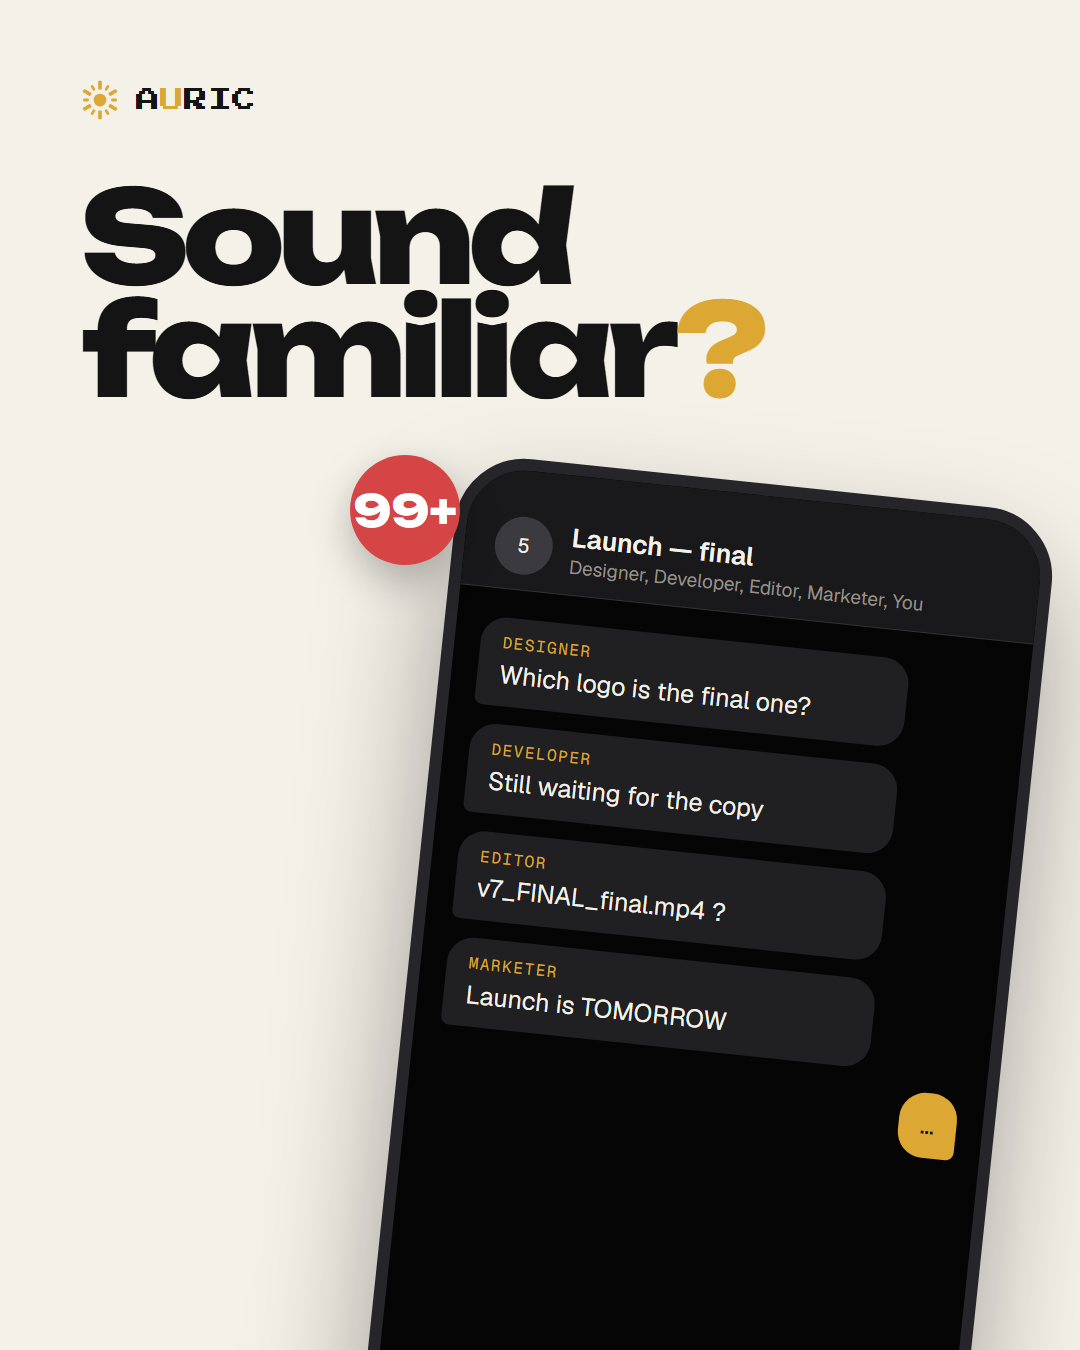 AURIC
Sound
familiar?
99+
5
Launch — final
Designer, Developer, Editor, Marketer, You
DESIGNER
Which logo is the final one?
DEVELOPER
Still waiting for the copy
EDITOR
v7_FINAL_final.mp4 ?
MARKETER
Launch is TOMORROW
…